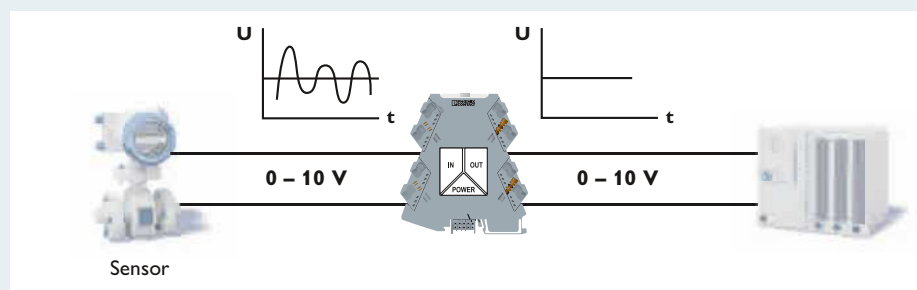 U
t
U
t
IN
OUT
POWER
0 – 10 V
0 – 10 V
Sensor